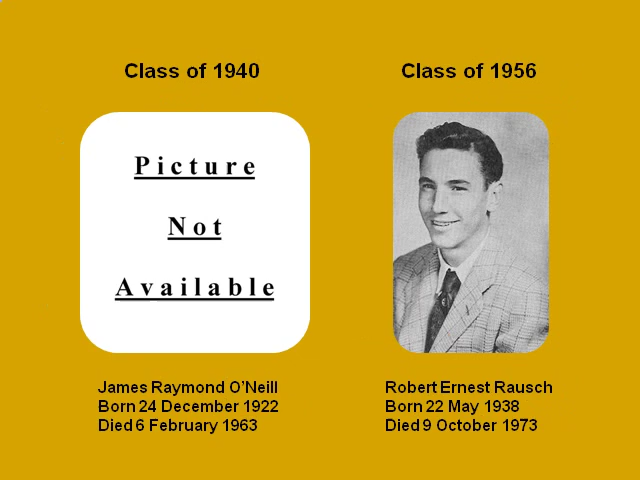 Class of 1940
Class of 1956
Picture
Not
Available
James Raymond O'Neill
Born 24 December 1922
Died 6 February 1963
Robert Ernest Rausch
Born 22 May 1938
Died 9 October 1973